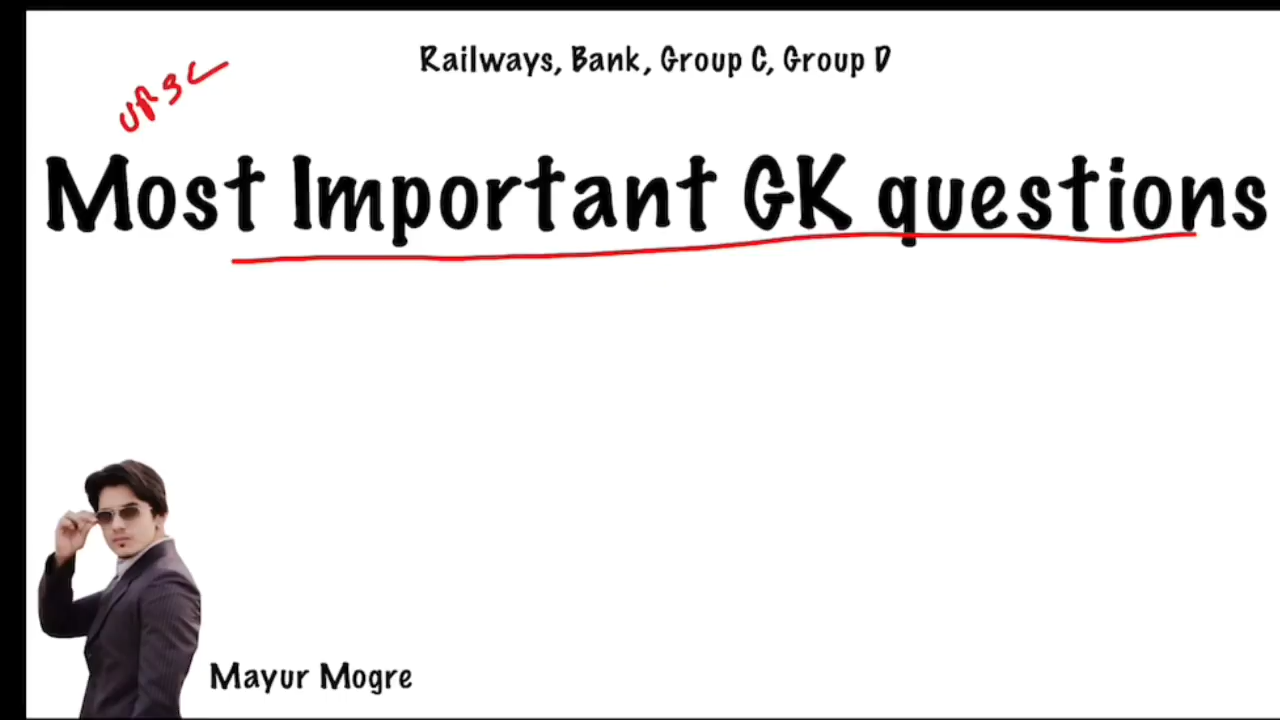 Railways, Bank, Group C, Group D
UPSC
Most Important GK questions
Mayur Mogre